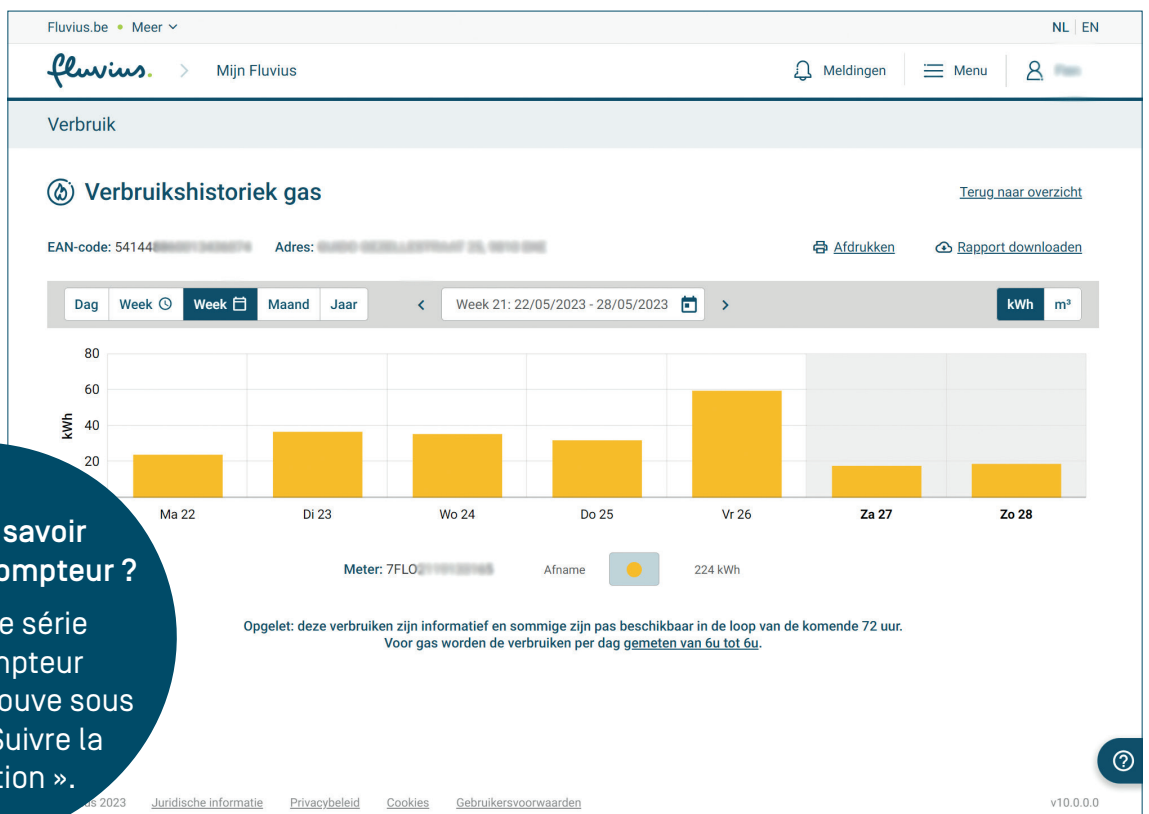 Fluvius.be • Meer NL | EN
fluvius. > Mijn Fluvius Meldingen Menu
Verbruik
Verbruikshistoriek gas Terug naar overzicht
EAN-code: 54144 Adres: Afdrukken Rapport downloaden
Dag Week Week Maand Jaar < Week 21: 22/05/2023 - 28/05/2023 > kWh m³
80
60
40
20
kWh
Ma 22 Di 23 Wo 24 Do 25 Vr 26 Za 27 Zo 28
Meter: 7FLO Afname 224 kWh
Opgelet: deze verbruiken zijn informatief en sommige zijn pas beschikbaar in de loop van de komende 72 uur.
Voor gas worden de verbruiken per dag gemeten van 6u tot 6u.
savoir
ompteur ?
e série
mpteur
ouve sous
Suivre la
tion ».
s 2023 Juridische informatie Privacybeleid Cookies Gebruikersvoorwaarden v10.0.0.0